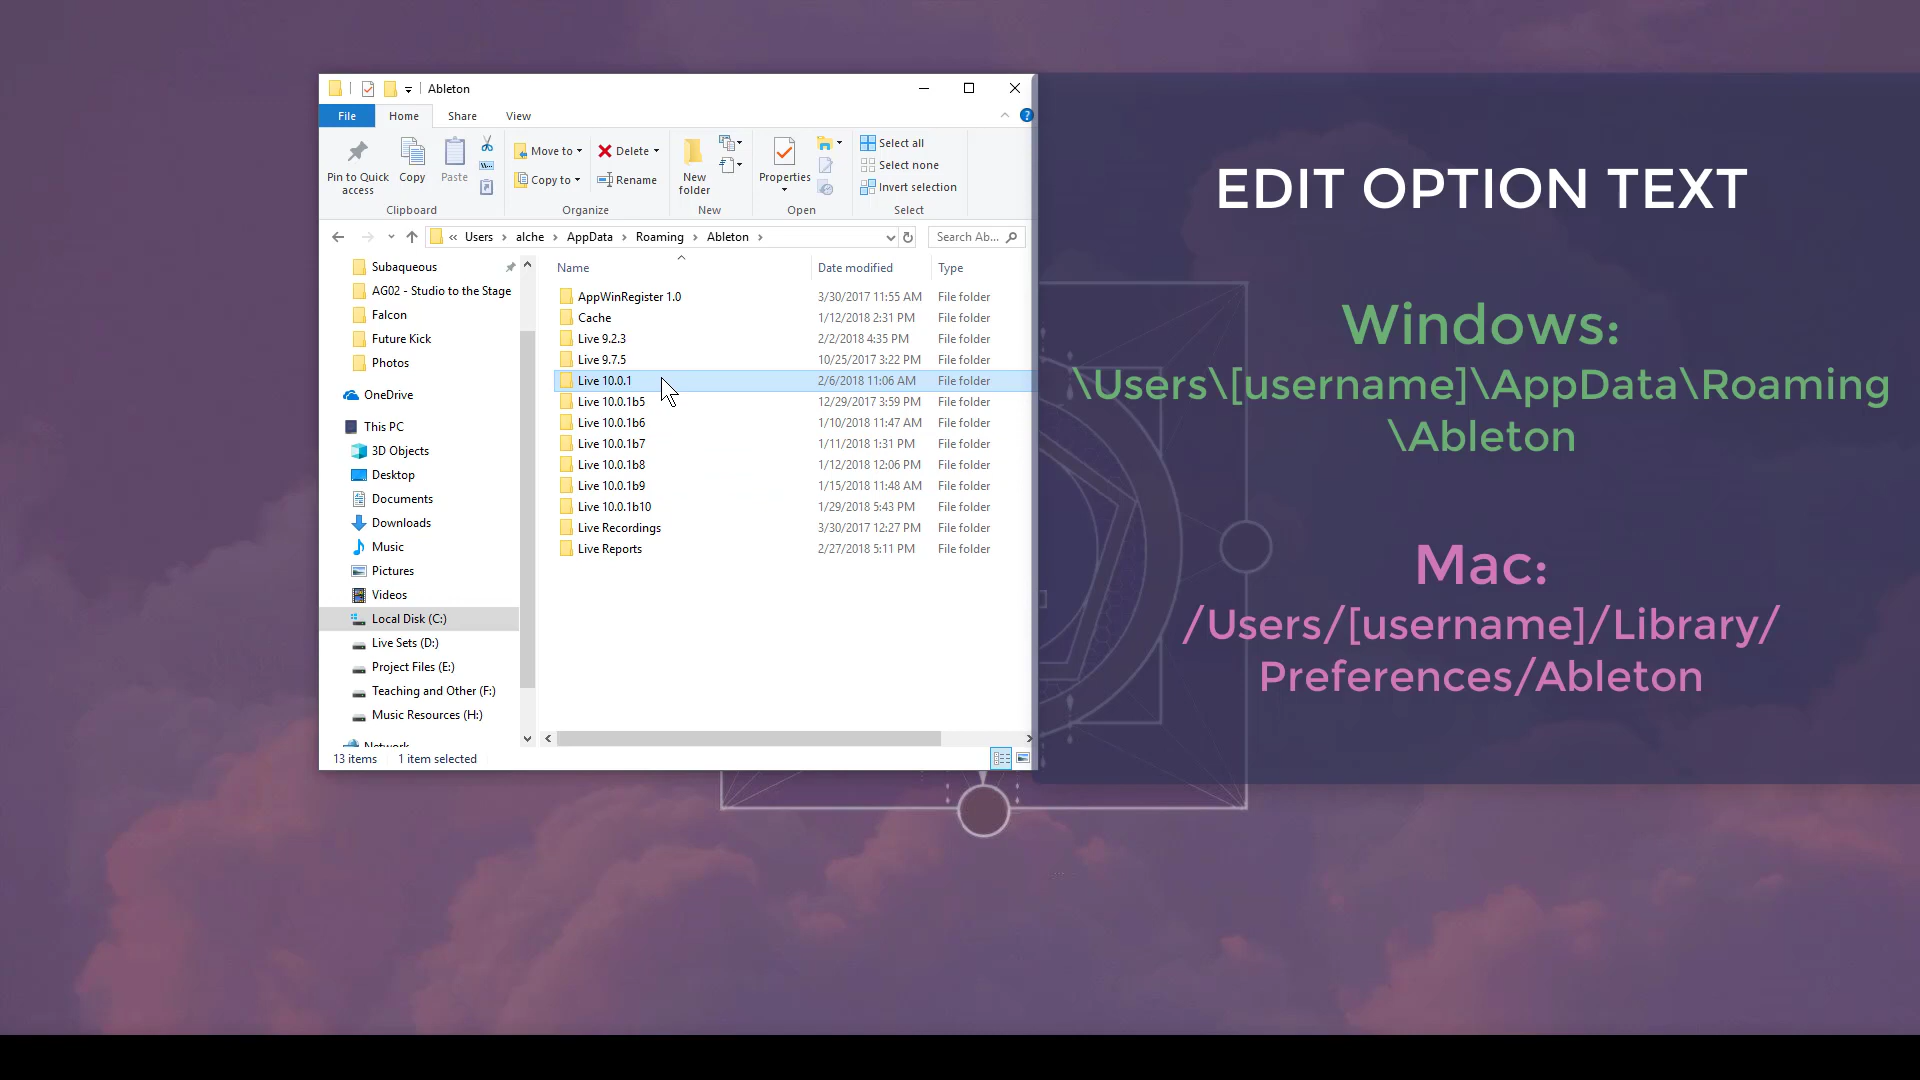 Ableton
File Home Share View
Pin to Quick access
Copy
Paste
Move to
Copy to
Delete
Rename
New folder
Properties
Select all
Select none
Invert selection
Clipboard Organize New Open Select
« Users > alche > AppData > Roaming > Ableton >
Search Ab...
Subaqueous
AG02 - Studio to the Stage
Falcon
Future Kick
Photos
OneDrive
This PC
3D Objects
Desktop
Documents
Downloads
Music
Pictures
Videos
Local Disk (C:)
Live Sets (D:)
Project Files (E:)
Teaching and Other (F:)
Music Resources (H:)
Network
Name Date modified Type
AppWinRegister 1.0 3/30/2017 11:55 AM File folder
Cache 1/12/2018 2:31 PM File folder
Live 9.2.3 2/2/2018 4:35 PM File folder
Live 9.7.5 10/25/2017 3:22 PM File folder
Live 10.0.1 2/6/2018 11:06 AM File folder
Live 10.0.1b5 12/29/2017 3:59 PM File folder
Live 10.0.1b6 1/10/2018 11:47 AM File folder
Live 10.0.1b7 1/11/2018 1:31 PM File folder
Live 10.0.1b8 1/12/2018 12:06 PM File folder
Live 10.0.1b9 1/15/2018 11:48 AM File folder
Live 10.0.1b10 1/29/2018 5:43 PM File folder
Live Recordings 3/30/2017 12:27 PM File folder
Live Reports 2/27/2018 5:11 PM File folder
13 items 1 item selected
EDIT OPTION TEXT
Windows:
\Users\[username]\AppData\Roaming
\Ableton
Mac:
/Users/[username]/Library/
Preferences/Ableton